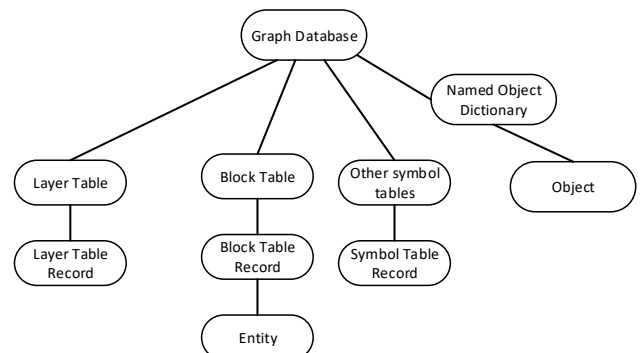 Graph Database
Named Object
Dictionary
Layer Table
Block Table
Other symbol
tables
Object
Layer Table
Record
Block Table
Record
Symbol Table
Record
Entity